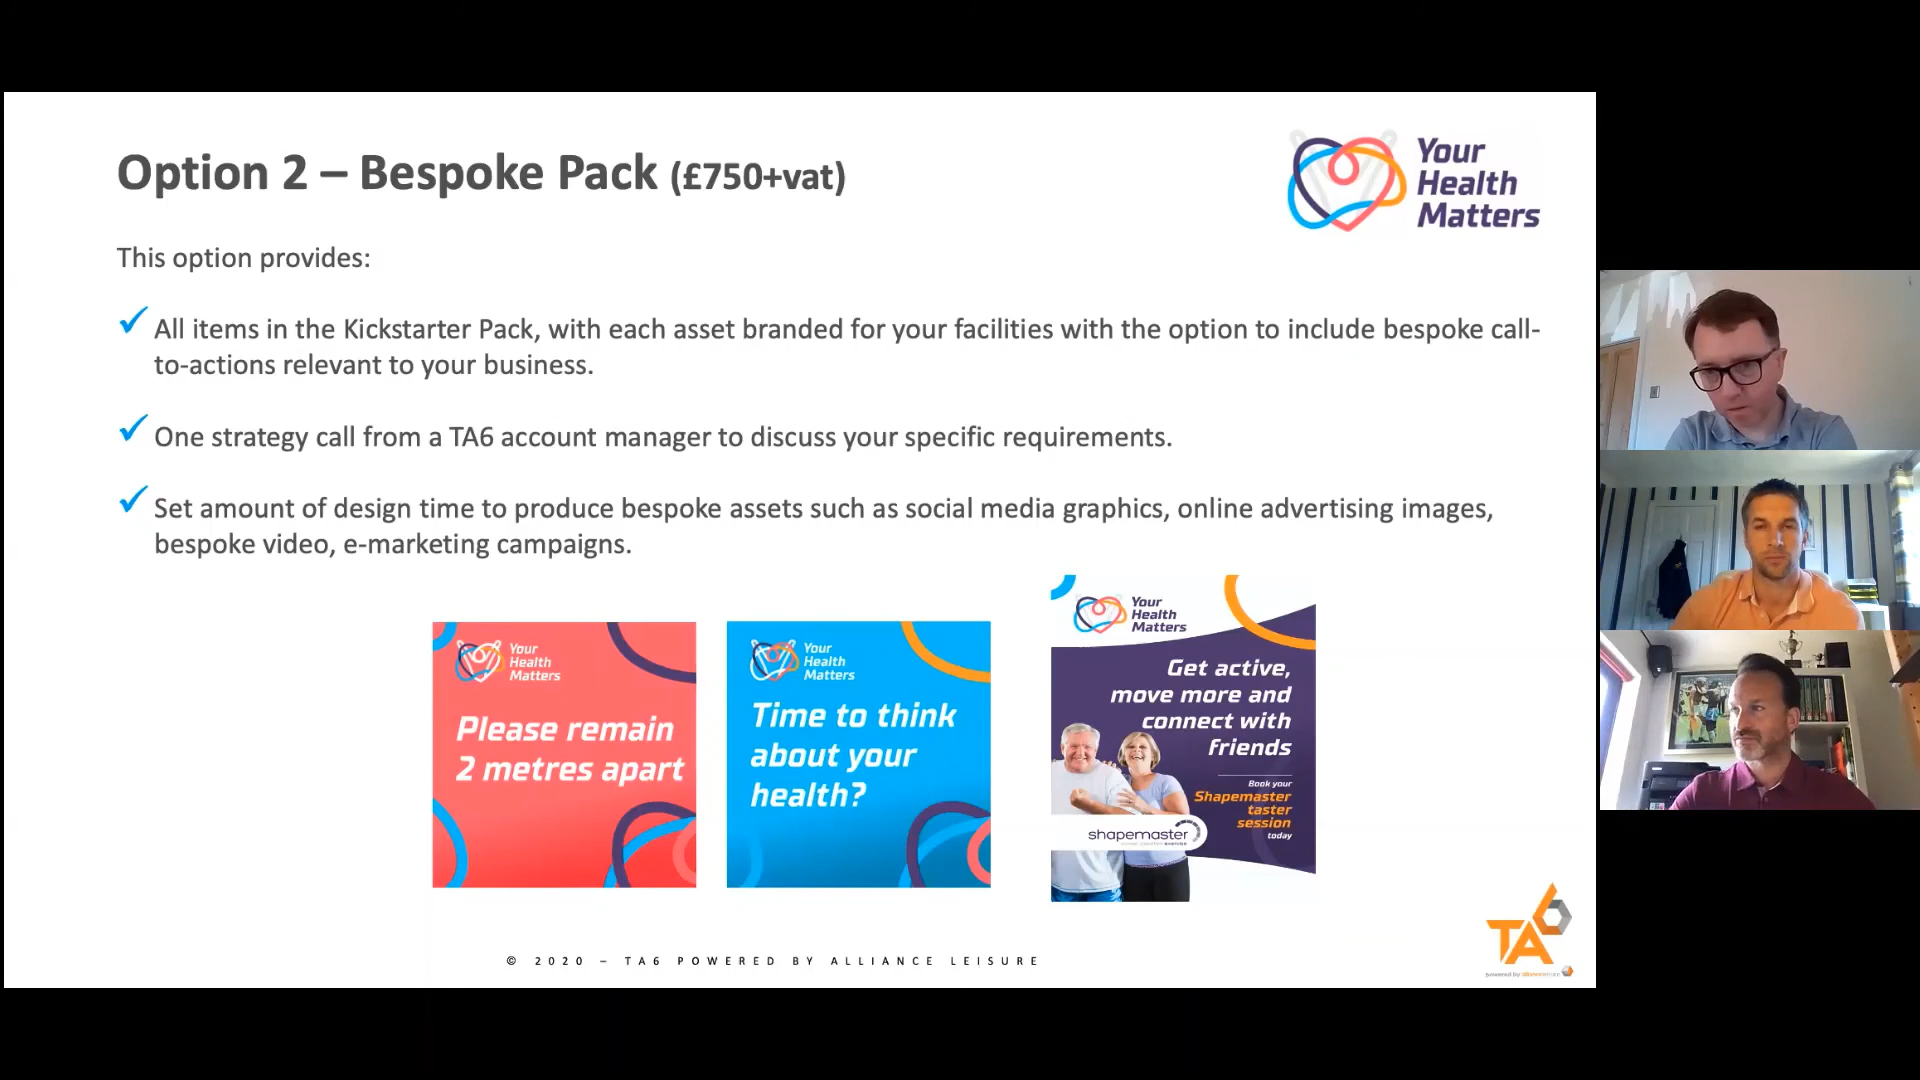 Option 2 – Bespoke Pack (£750+vat)
Your
Health
Matters
This option provides:
✓ All items in the Kickstarter Pack, with each asset branded for your facilities with the option to include bespoke call-
to-actions relevant to your business.
✓ One strategy call from a TA6 account manager to discuss your specific requirements.
✓ Set amount of design time to produce bespoke assets such as social media graphics, online advertising images,
bespoke video, e-marketing campaigns.
Your
Health
Matters
Please remain
2 metres apart
Your
Health
Matters
Time to think
about your
health?
Your
Health
Matters
Get active,
move more and
connect with
friends
Book your
Shapemaster
taster
session
today
shapemaster
TA6
powered by
© 2020 – TA6 POWERED BY ALLIANCE LEISURE